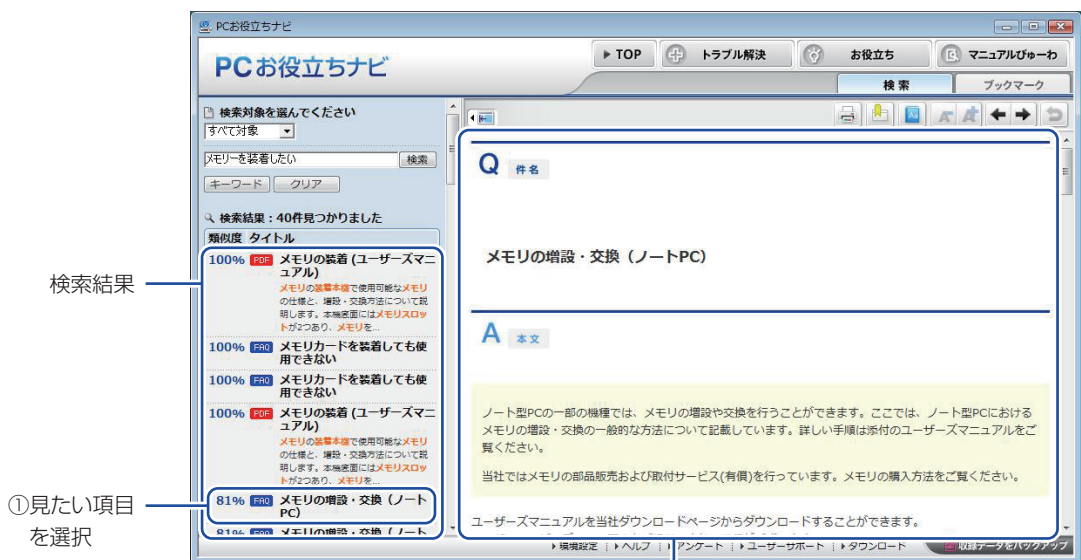 PCお役立ちナビ
PCお役立ちナビ
TOP
トラブル解決
お役立ち
マニュアルびゅーわ
検索
ブックマーク
検索対象を選んでください
すべて対象
メモリーを装着したい
検索
キーワード
クリア
検索結果：40件見つかりました
類似度 タイトル
100% PDF メモリの装着 (ユーザーズマニ
ュアル)
メモリの装着本機で使用可能なメモリ
の仕様と、増設・交換方法について説
明します。本機底面にはメモリスロッ
トが2つあり、メモリを...
100% FAQ メモリカードを装着しても使
用できない
100% FAQ メモリカードを装着しても使
用できない
100% PDF メモリの装着 (ユーザーズマニ
ュアル)
メモリの装着本機で使用可能なメモリ
の仕様と、増設・交換方法について説
明します。本機底面にはメモリスロッ
トが2つあり、メモリを...
81% FAQ メモリの増設・交換（ノート
PC）
81% FAQ メモリの増設・交換（ノート
検索結果
①見たい項目
を選択
Q 件名
メモリの増設・交換（ノートPC）
A 本文
ノート型PCの一部の機種では、メモリの増設や交換を行うことができます。ここでは、ノート型PCにおける
メモリの増設・交換の一般的な方法について記載しています。詳しい手順は添付のユーザーズマニュアルをご
覧ください。
当社ではメモリの部品販売および取付サービス(有償)を行っています。メモリの購入方法をご覧ください。
ユーザーズマニュアルを当社ダウンロードページからダウンロードすることができます。
環境設定
ヘルプ
アンケート
ユーザーサポート
ダウンロード
収録データをバックアップ